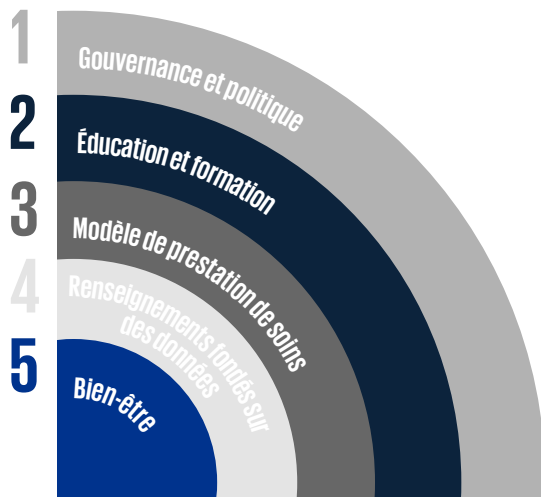 1
Gouvernance et politique
2
Éducation et formation
3
Modèle de prestation de soins
4
Renseignements fondés sur
des données
5
Bien-être